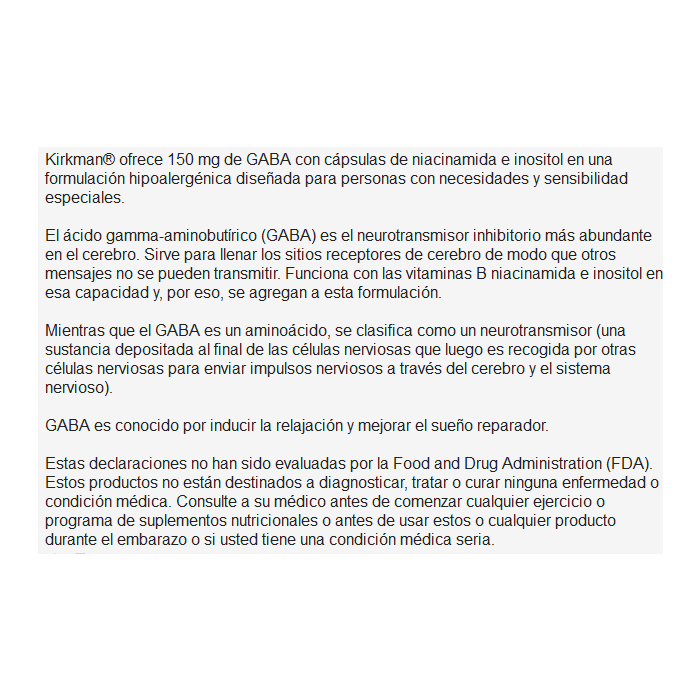 Kirkman® ofrece 150 mg de GABA con cápsulas de niacinamida e inositol en una
formulación hipoalergénica diseñada para personas con necesidades y sensibilidad
especiales.
El ácido gamma-aminobutírico (GABA) es el neurotransmisor inhibitorio más abundante
en el cerebro. Sirve para llenar los sitios receptores de cerebro de modo que otros
mensajes no se pueden transmitir. Funciona con las vitaminas B niacinamida e inositol en
esa capacidad y, por eso, se agregan a esta formulación.
Mientras que el GABA es un aminoácido, se clasifica como un neurotransmisor (una
sustancia depositada al final de las células nerviosas que luego es recogida por otras
células nerviosas para enviar impulsos nerviosos a través del cerebro y el sistema
nervioso).
GABA es conocido por inducir la relajación y mejorar el sueño reparador.
Estas declaraciones no han sido evaluadas por la Food and Drug Administration (FDA).
Estos productos no están destinados a diagnosticar, tratar o curar ninguna enfermedad o
condición médica. Consulte a su médico antes de comenzar cualquier ejercicio o
programa de suplementos nutricionales o antes de usar estos o cualquier producto
durante el embarazo o si usted tiene una condición médica seria.